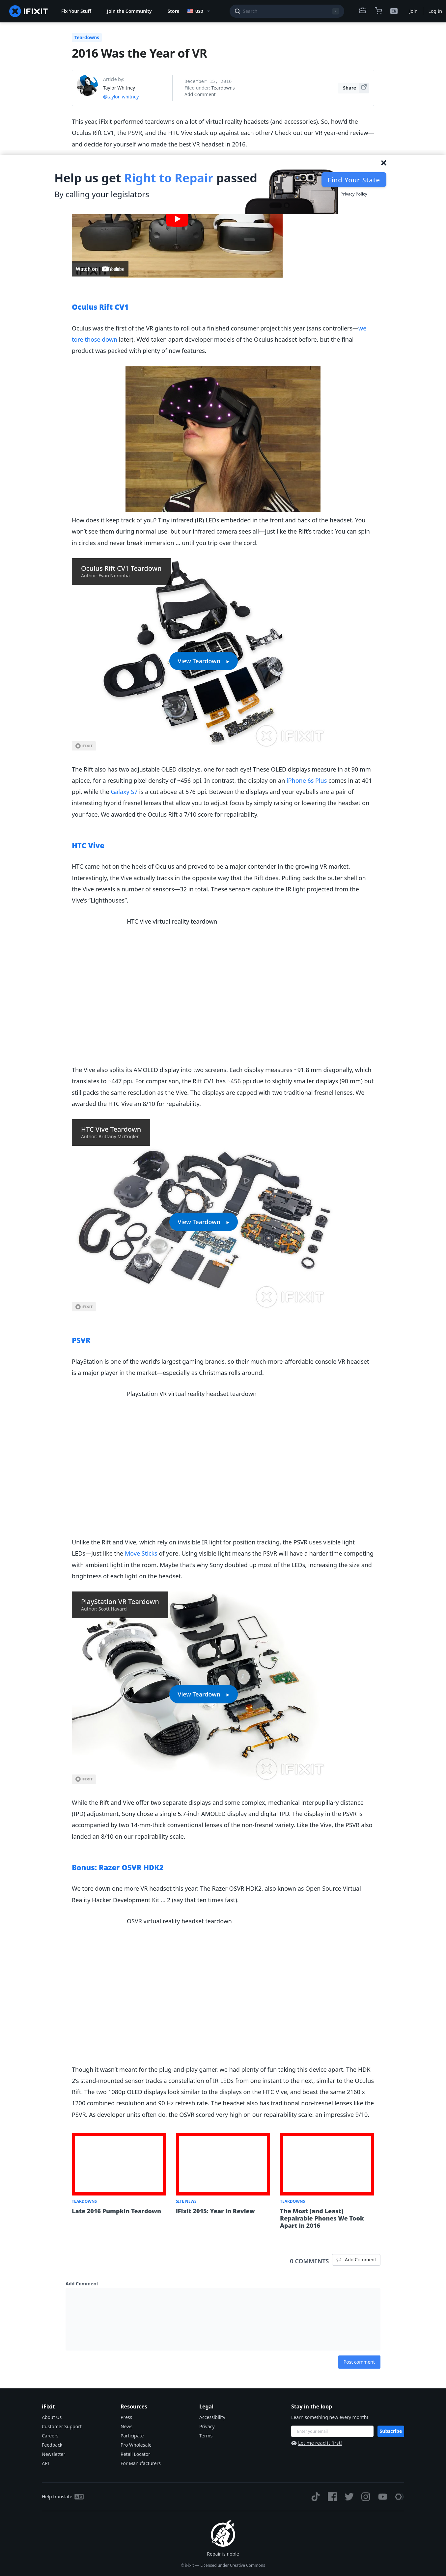 IFIXIT
Fix Your Stuff
Join the Community
Store
USD
Search
/
Join
Log In
Teardowns
2016 Was the Year of VR
Article by:
Taylor Whitney
@taylor_whitney
December 15, 2016
Filed under: Teardowns
Add Comment
Share
This year, iFixit performed teardowns on a lot of virtual reality headsets (and accessories). So, how’d the
Oculus Rift CV1, the PSVR, and the HTC Vive stack up against each other? Check out our VR year-end review—
we decide for yourself who made the best VR headset in 2016.
Help us get Right to Repair passed
By calling your legislators
Find Your State
Privacy Policy
Watch on YouTube
Oculus Rift CV1
Oculus was the first of the VR giants to roll out a finished consumer project this year (sans controllers—we
tore those down later). We’d taken apart developer models of the Oculus headset before, but the final
product was packed with plenty of new features.
How does it keep track of you? Tiny infrared (IR) LEDs embedded in the front and back of the headset. You
won’t see them during normal use, but our infrared camera sees all—just like the Rift’s tracker. You can spin
in circles and never break immersion … until you trip over the cord.
Oculus Rift CV1 Teardown
Author: Evan Noronha
View Teardown
IFIXIT
IFIXIT
The Rift also has two adjustable OLED displays, one for each eye! These OLED displays measure in at 90 mm
apiece, for a resulting pixel density of ~456 ppi. In contrast, the display on an iPhone 6s Plus comes in at 401
ppi, while the Galaxy S7 is a cut above at 576 ppi. Between the displays and your eyeballs are a pair of
interesting hybrid fresnel lenses that allow you to adjust focus by simply raising or lowering the headset on
your face. We awarded the Oculus Rift a 7/10 score for repairability.
HTC Vive
HTC came hot on the heels of Oculus and proved to be a major contender in the growing VR market.
Interestingly, the Vive actually tracks in the opposite way that the Rift does. Pulling back the outer shell on
the Vive reveals a number of sensors—32 in total. These sensors capture the IR light projected from the
Vive’s “Lighthouses”.
HTC Vive virtual reality teardown
The Vive also splits its AMOLED display into two screens. Each display measures ~91.8 mm diagonally, which
translates to ~447 ppi. For comparison, the Rift CV1 has ~456 ppi due to slightly smaller displays (90 mm) but
still packs the same resolution as the Vive. The displays are capped with two traditional fresnel lenses. We
awarded the HTC Vive an 8/10 for repairability.
HTC Vive Teardown
Author: Brittany McCrigler
View Teardown
IFIXIT
IFIXIT
PSVR
PlayStation is one of the world’s largest gaming brands, so their much-more-affordable console VR headset
is a major player in the market—especially as Christmas rolls around.
PlayStation VR virtual reality headset teardown
Unlike the Rift and Vive, which rely on invisible IR light for position tracking, the PSVR uses visible light
LEDs—just like the Move Sticks of yore. Using visible light means the PSVR will have a harder time competing
with ambient light in the room. Maybe that’s why Sony doubled up most of the LEDs, increasing the size and
brightness of each light on the headset.
PlayStation VR Teardown
Author: Scott Havard
View Teardown
IFIXIT
IFIXIT
While the Rift and Vive offer two separate displays and some complex, mechanical interpupillary distance
(IPD) adjustment, Sony chose a single 5.7-inch AMOLED display and digital IPD. The display in the PSVR is
accompanied by two 14-mm-thick conventional lenses of the non-fresnel variety. Like the Vive, the PSVR also
landed an 8/10 on our repairability scale.
Bonus: Razer OSVR HDK2
We tore down one more VR headset this year: The Razer OSVR HDK2, also known as Open Source Virtual
Reality Hacker Development Kit … 2 (say that ten times fast).
OSVR virtual reality headset teardown
Though it wasn’t meant for the plug-and-play gamer, we had plenty of fun taking this device apart. The HDK
2’s stand-mounted sensor tracks a constellation of IR LEDs from one instant to the next, similar to the Oculus
Rift. The two 1080p OLED displays look similar to the displays on the HTC Vive, and boast the same 2160 x
1200 combined resolution and 90 Hz refresh rate. The headset also has traditional non-fresnel lenses like the
PSVR. As developer units often do, the OSVR scored very high on our repairability scale: an impressive 9/10.
TEARDOWNS
Late 2016 Pumpkin Teardown
SITE NEWS
iFixit 2015: Year in Review
TEARDOWNS
The Most (and Least)
Repairable Phones We Took
Apart in 2016
0 COMMENTS
Add Comment
Add Comment
Post comment
iFixit
About Us
Customer Support
Careers
Feedback
Newsletter
API
Resources
Press
News
Participate
Pro Wholesale
Retail Locator
For Manufacturers
Legal
Accessibility
Privacy
Terms
Stay in the loop
Learn something new every month!
Enter your email
Subscribe
Let me read it first!
Help translate
Repair is noble
© iFixit — Licensed under Creative Commons